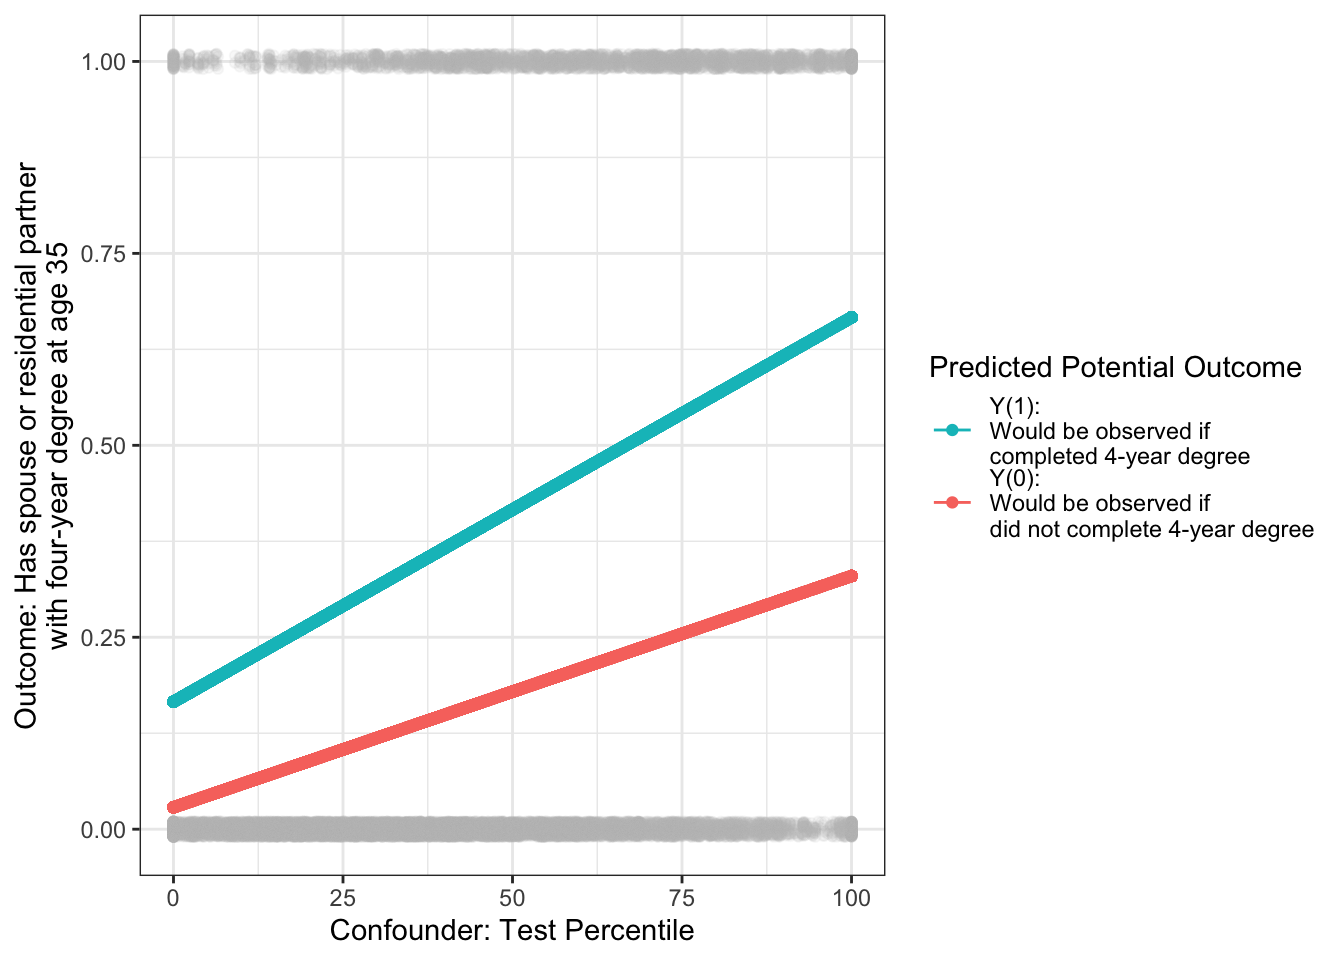 Outcome: Has spouse or residential partner
with four-year degree at age 35
1.00
0.75
0.50
0.25
0.00
0
25
50
75
100
Confounder: Test Percentile
Predicted Potential Outcome
Y(1):
Would be observed if
completed 4-year degree
Y(0):
Would be observed if
did not complete 4-year degree